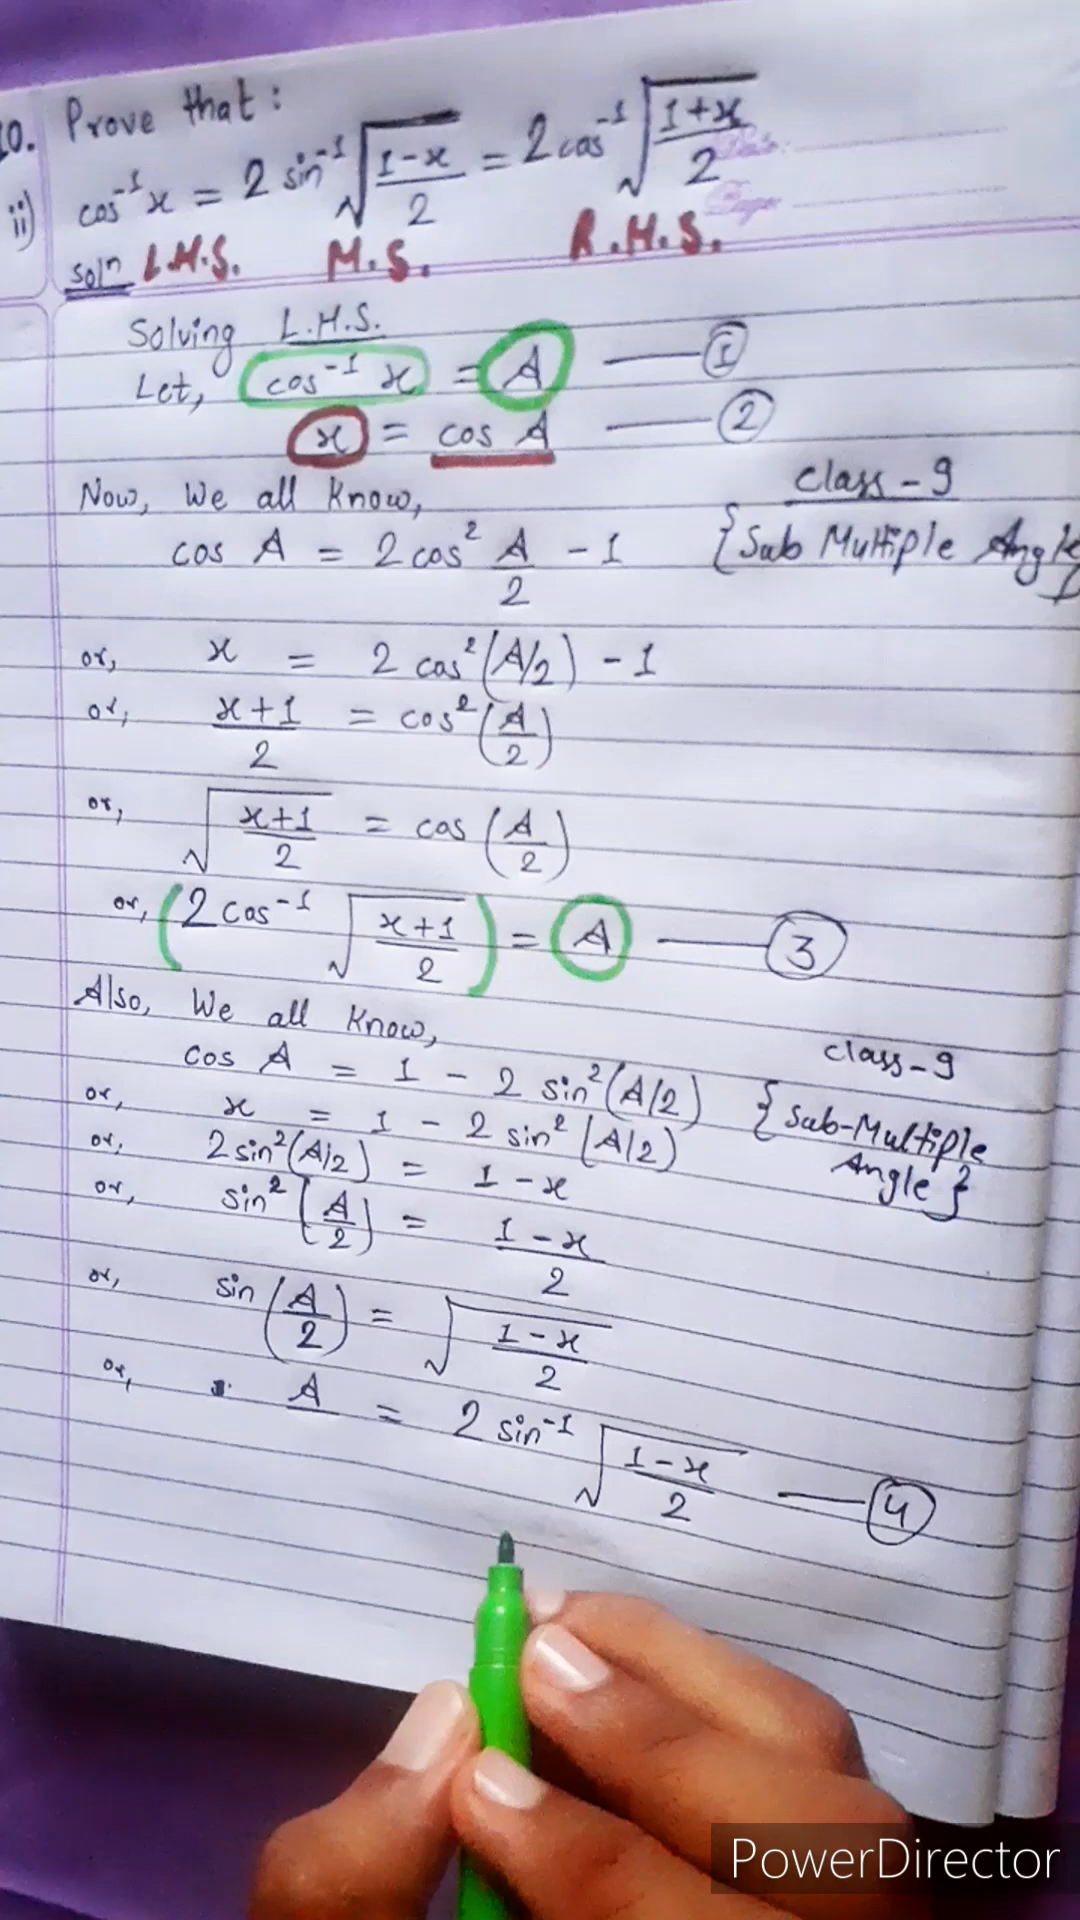 10. Prove that:
ii) cos⁻¹x = 2 sin⁻¹√((1-x)/2) = 2 cos⁻¹√((1+x)/2)
Soln L.H.S. M.S. R.H.S.
Solving L.H.S.
Let, cos⁻¹ x = A —— ①
x = cos A —— ②
Now, We all Know,
class-9
cos A = 2 cos² A/2 - 1 {Sub Multiple Angle
or, x = 2 cos²(A/2) - 1
or, (x+1)/2 = cos²(A/2)
or, √((x+1)/2) = cos(A/2)
or, (2 cos⁻¹ √((x+1)/2)) = A —— ③
Also, We all Know,
class-9
cos A = 1 - 2 sin²(A/2) {Sub-Multiple Angle}
or, x = 1 - 2 sin²(A/2)
or, 2 sin²(A/2) = 1-x
or, sin²(A/2) = (1-x)/2
or, sin(A/2) = √((1-x)/2)
or, A = 2 sin⁻¹ √((1-x)/2) —— ④
PowerDirector